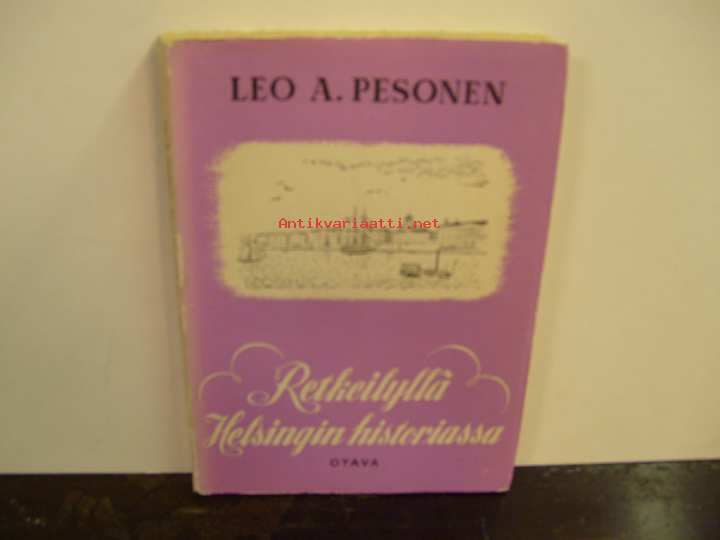 LEO A. PESONEN
Antikvariaatti.net
Retkeilyllä
Helsingin historiassa
OTAVA